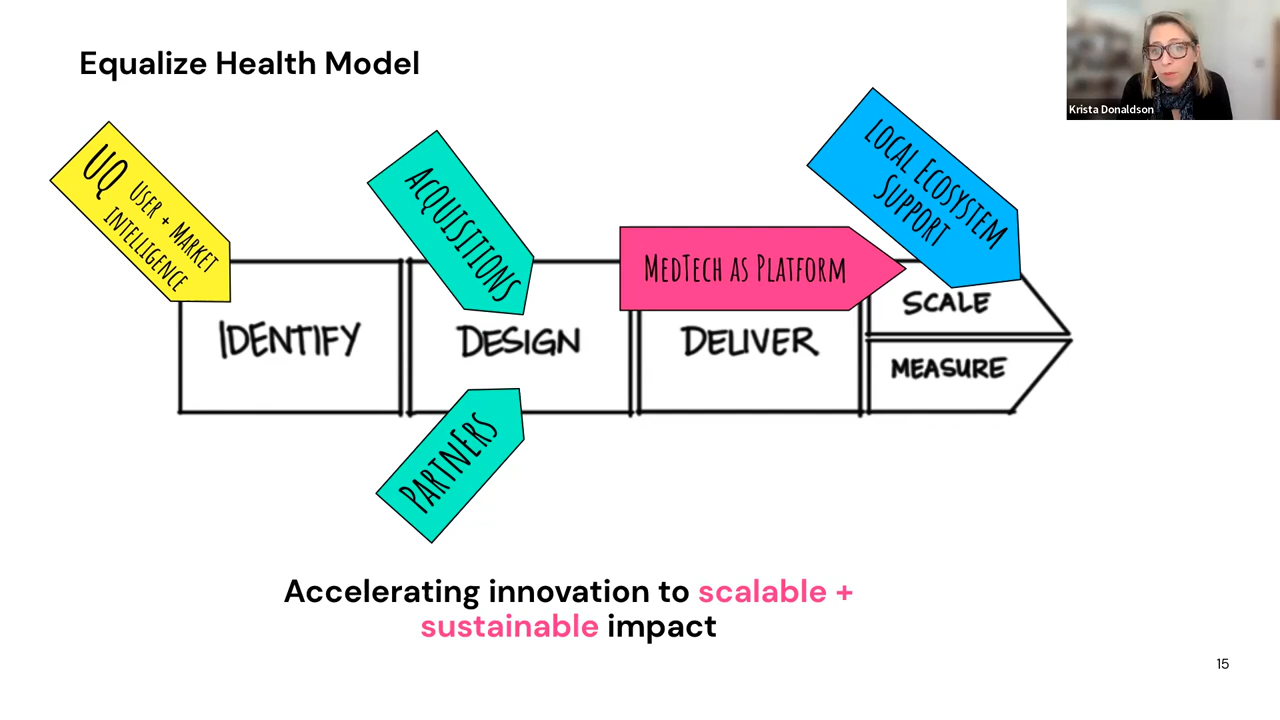 Equalize Health Model
Krista Donaldson
UQ
USER + MARKET
INTELLIGENCE
ACQUISITIONS
MEDTECH AS PLATFORM
LOCAL ECOSYSTEM
SUPPORT
IDENTIFY
DESIGN
DELIVER
SCALE
MEASURE
PARTNERS
Accelerating innovation to scalable +
sustainable impact
15